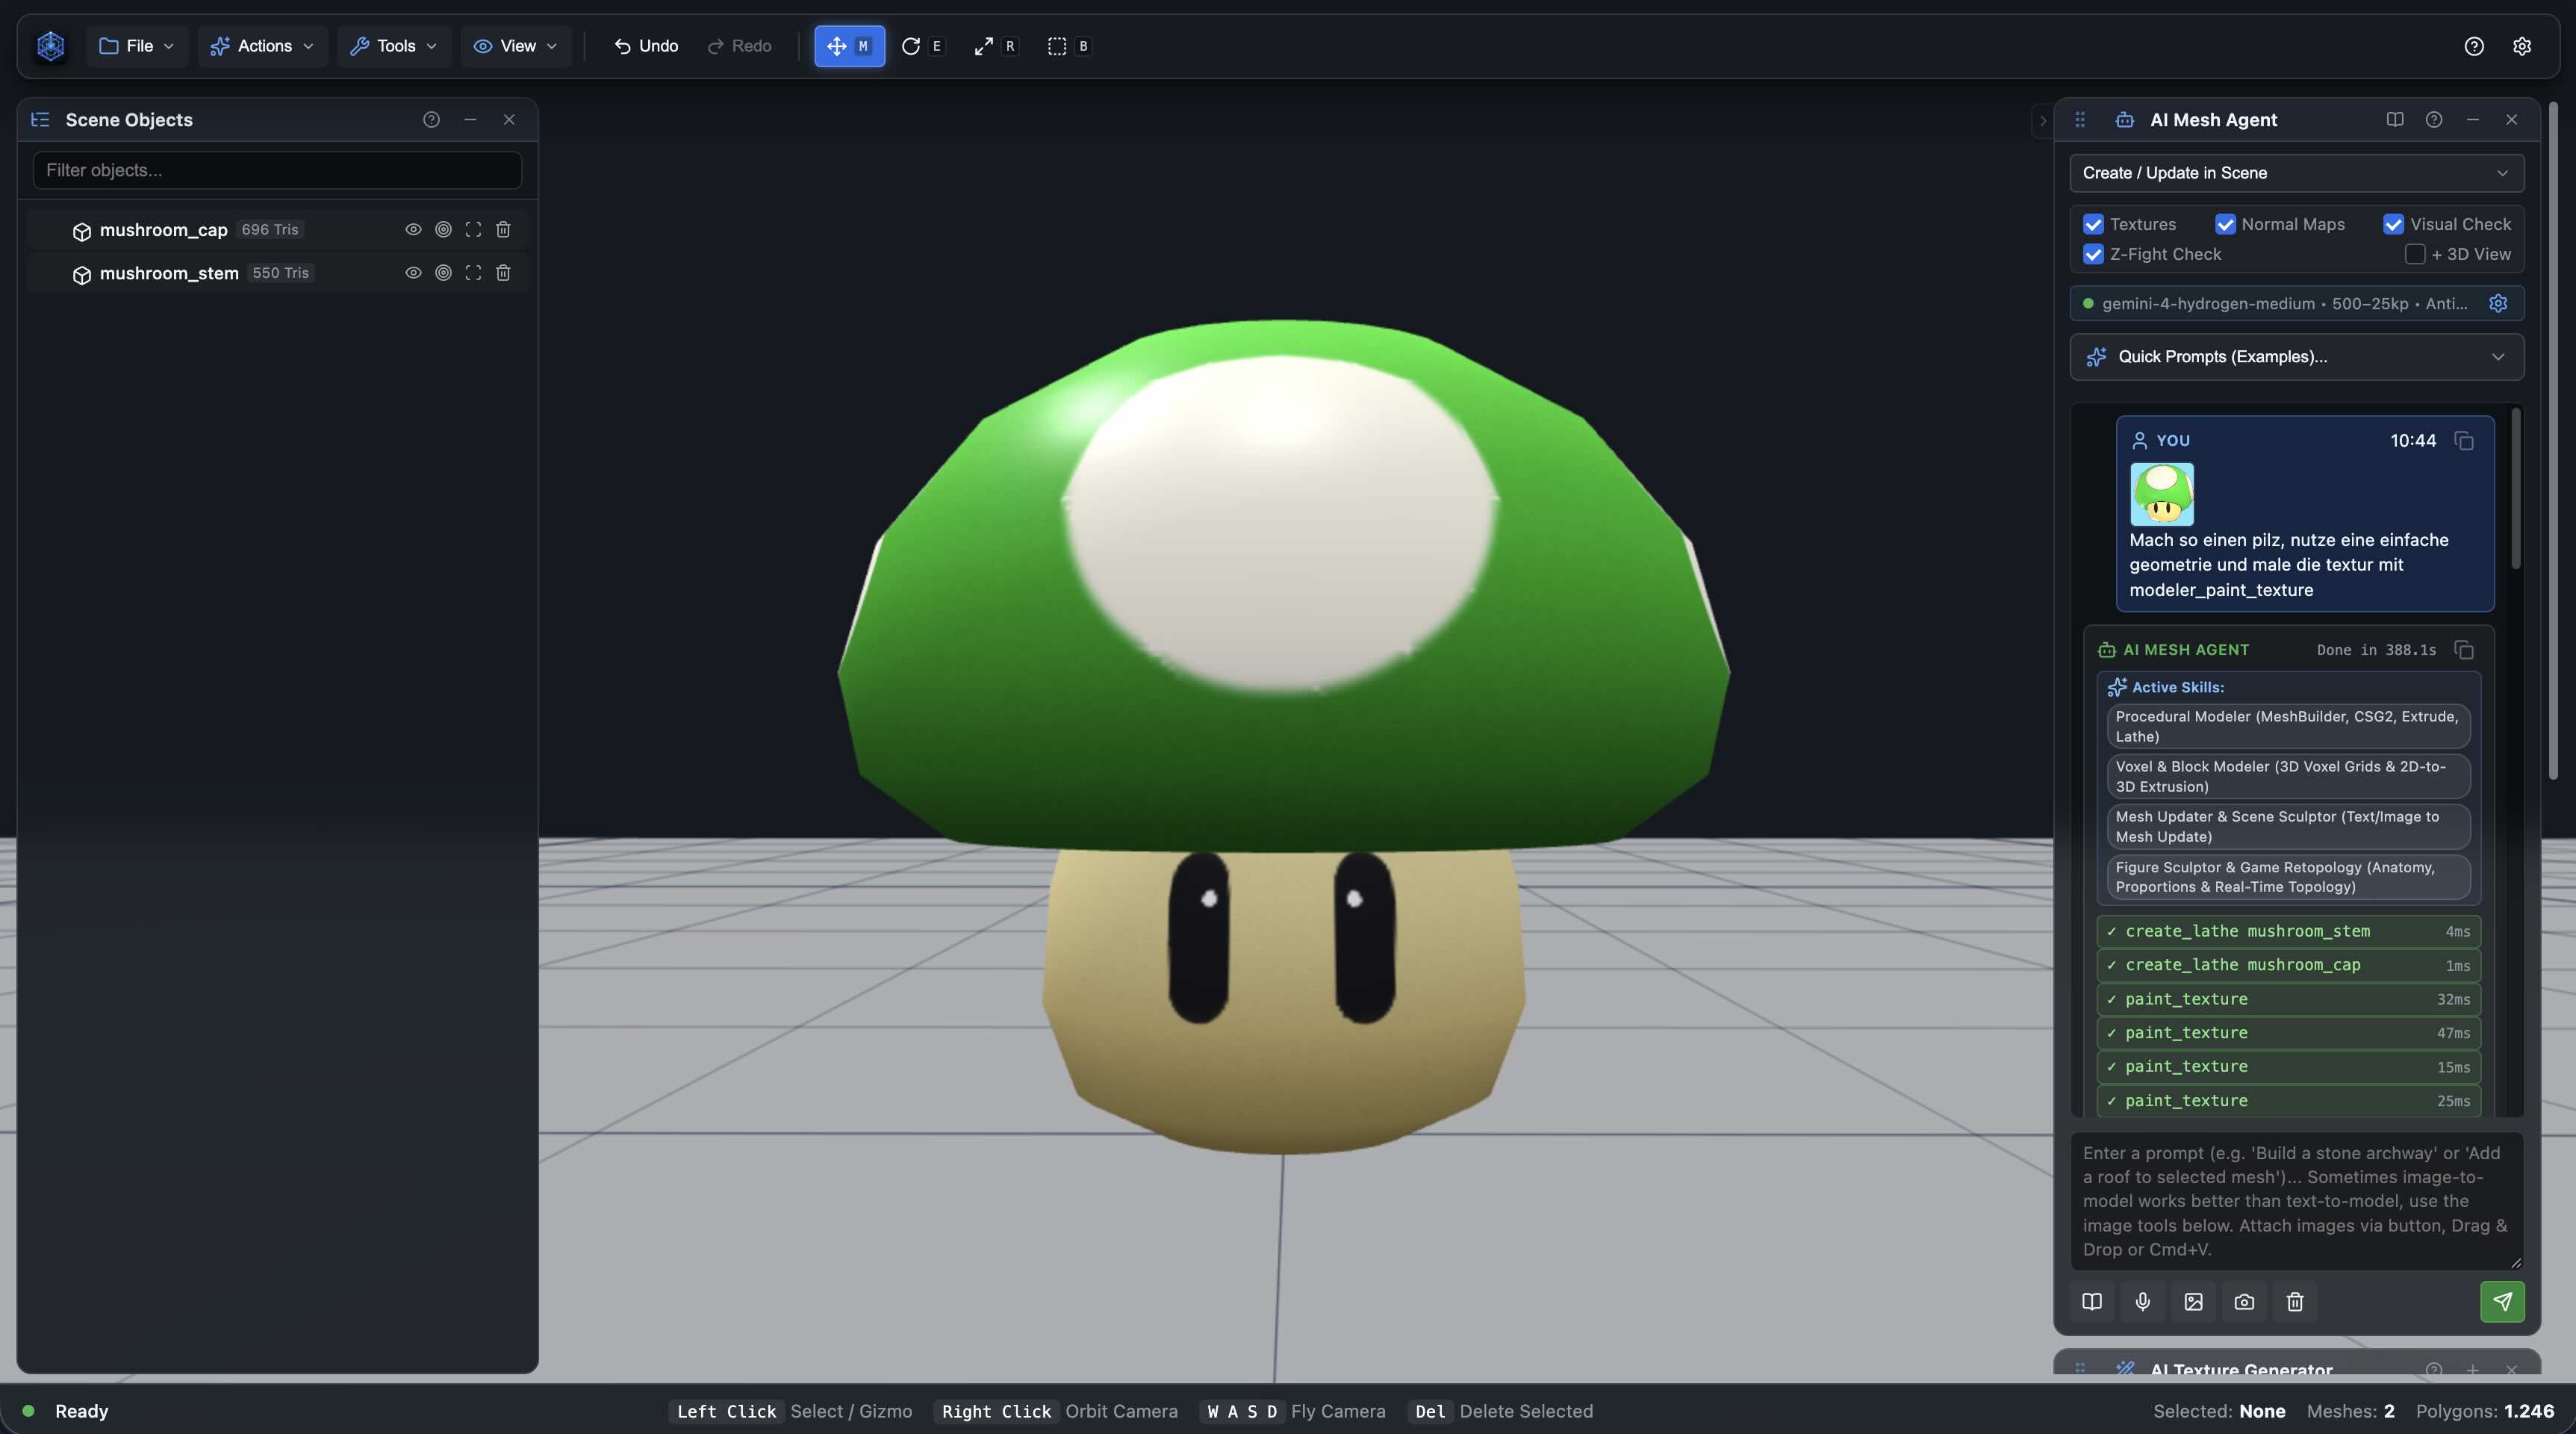 File
Actions
Tools
View
Undo
Redo
M
E
R
B
Scene Objects
Filter objects...
mushroom_cap 696 Tris
mushroom_stem 550 Tris
AI Mesh Agent
Create / Update in Scene
Textures
Normal Maps
Visual Check
Z-Fight Check
+ 3D View
gemini-4-hydrogen-medium • 500–25kp • Anti...
Quick Prompts (Examples)...
YOU 10:44
Mach so einen pilz, nutze eine einfache
geometrie und male die textur mit
modeler_paint_texture
AI MESH AGENT Done in 388.1s
Active Skills:
Procedural Modeler (MeshBuilder, CSG2, Extrude,
Lathe)
Voxel & Block Modeler (3D Voxel Grids & 2D-to-
3D Extrusion)
Mesh Updater & Scene Sculptor (Text/Image to
Mesh Update)
Figure Sculptor & Game Retopology (Anatomy,
Proportions & Real-Time Topology)
✓ create_lathe mushroom_stem 4ms
✓ create_lathe mushroom_cap 1ms
✓ paint_texture 32ms
✓ paint_texture 47ms
✓ paint_texture 15ms
✓ paint_texture 25ms
Enter a prompt (e.g. 'Build a stone archway' or 'Add
a roof to selected mesh')... Sometimes image-to-
model works better than text-to-model, use the
image tools below. Attach images via button, Drag &
Drop or Cmd+V.
AI Texture Generator
Ready
Left Click Select / Gizmo
Right Click Orbit Camera
W A S D Fly Camera
Del Delete Selected
Selected: None
Meshes: 2
Polygons: 1.246